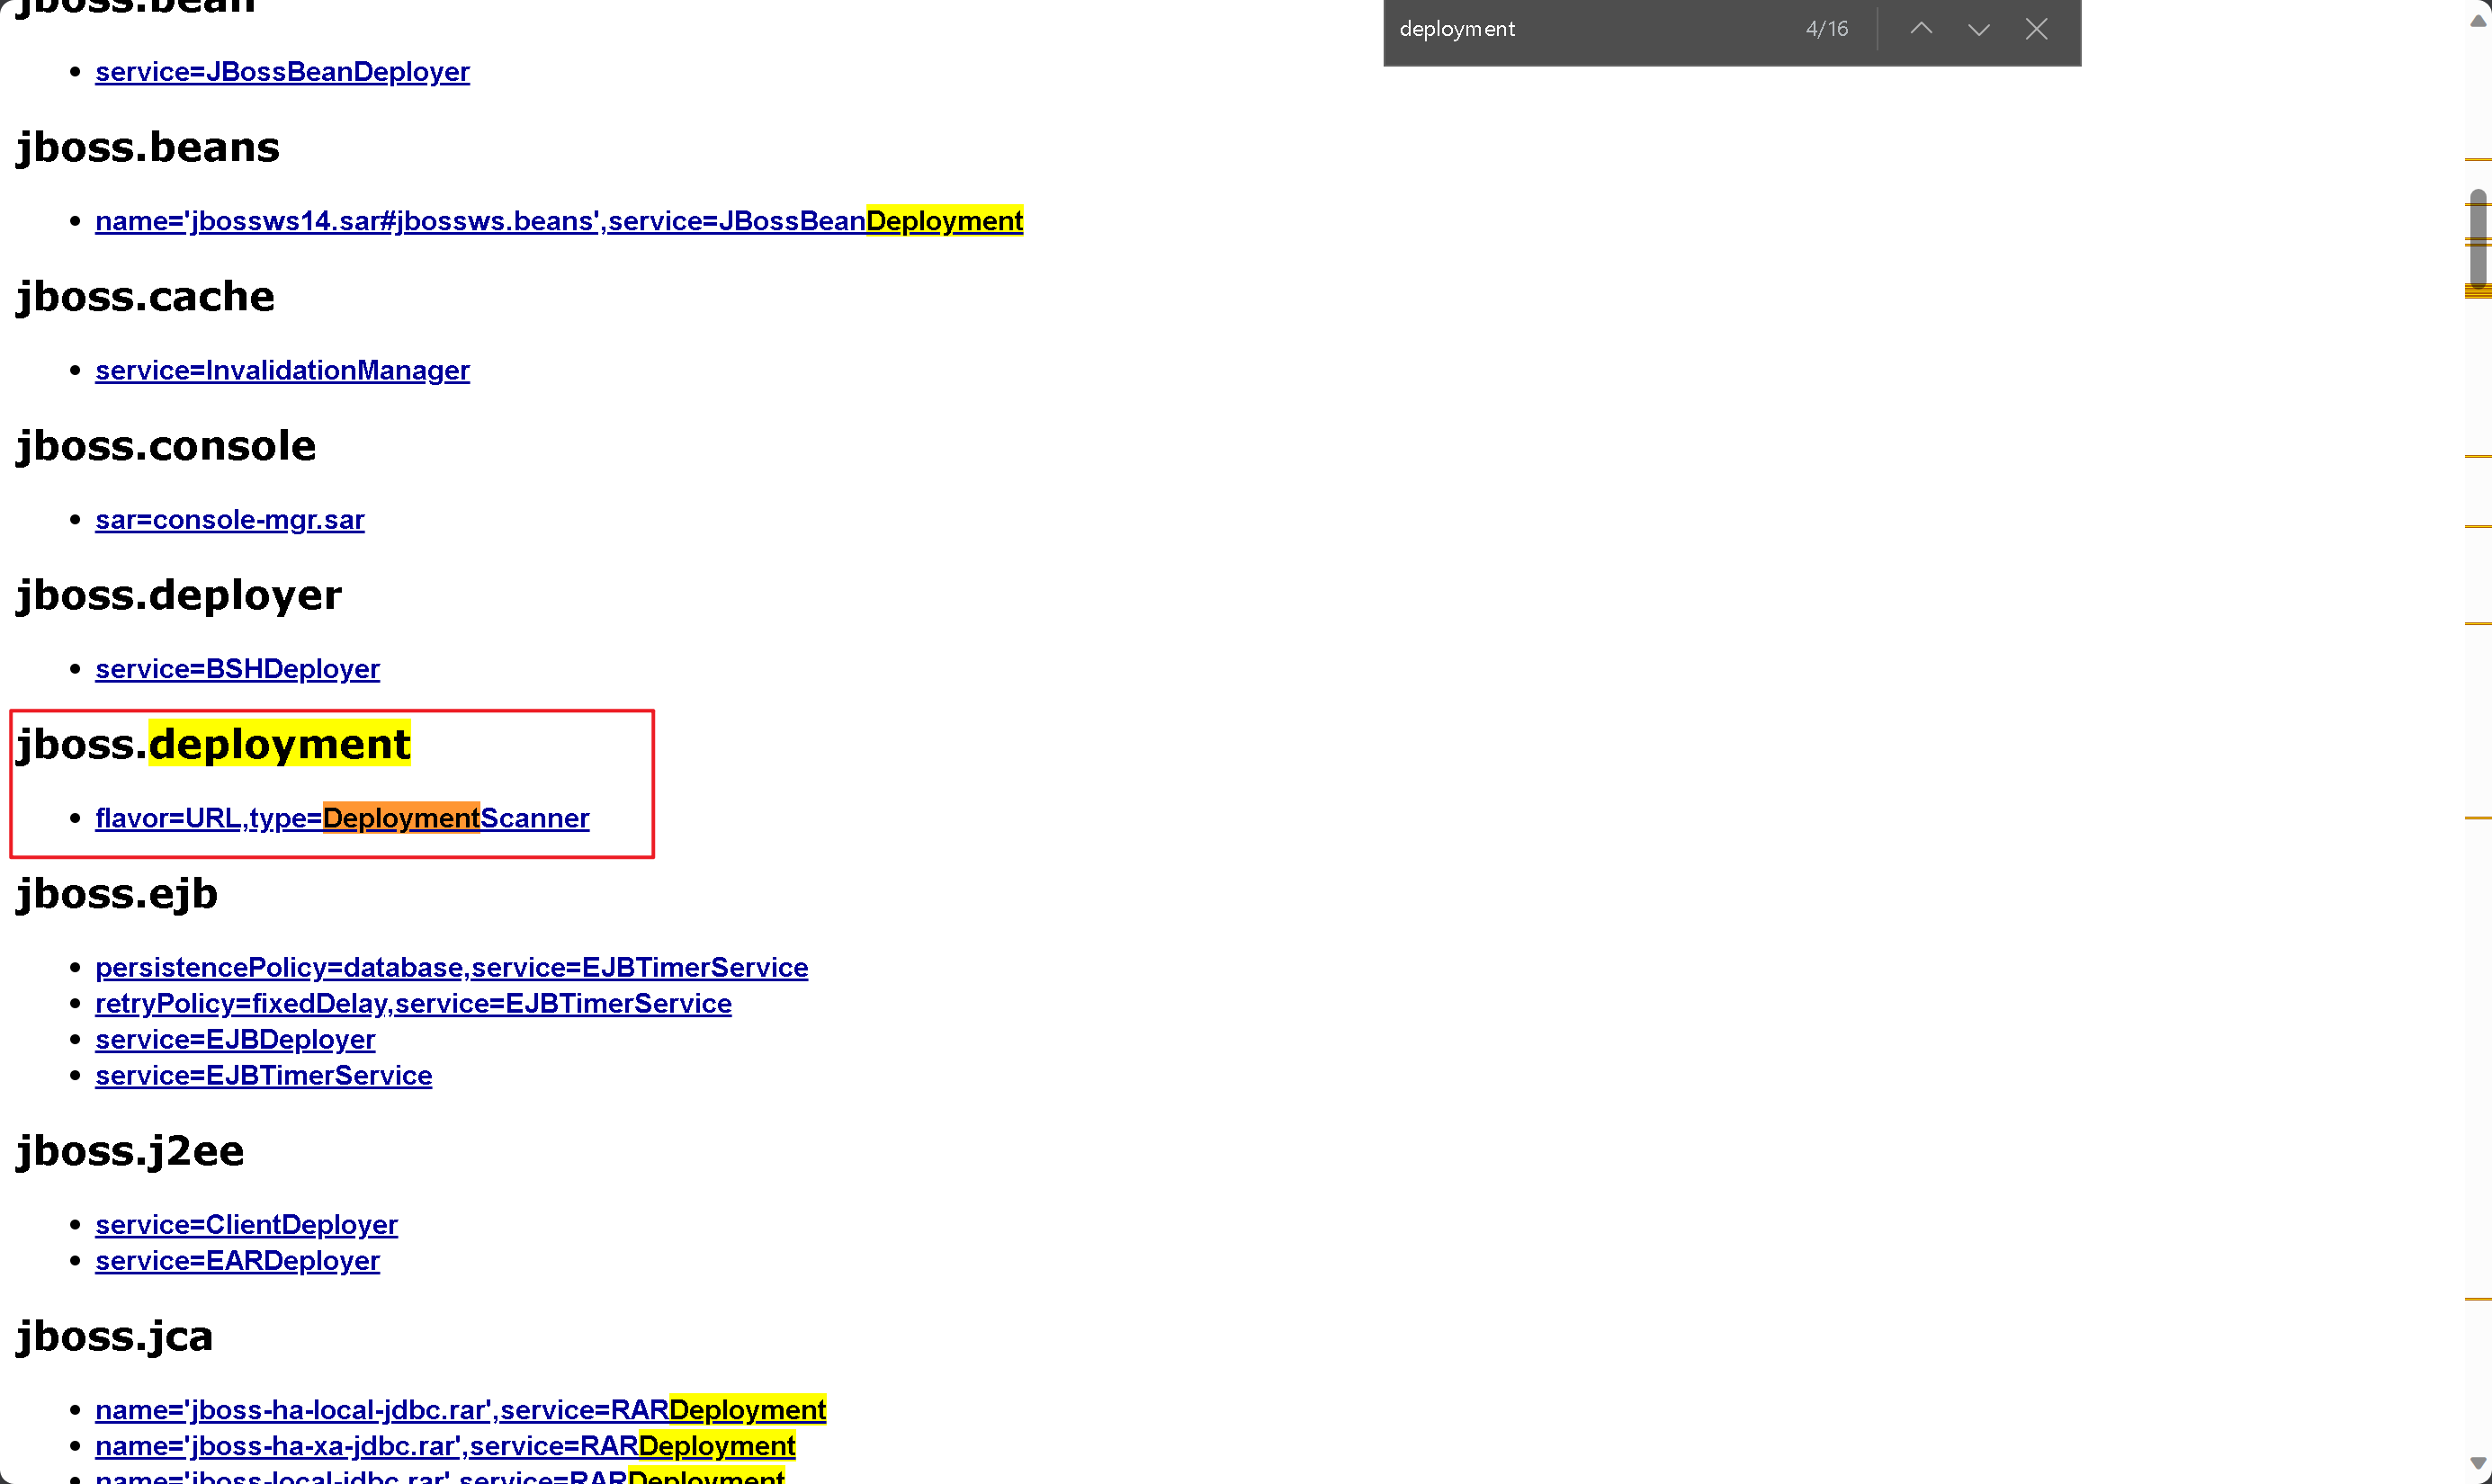 jboss.bean
deployment 4/16
service=JBossBeanDeployer
jboss.beans
name='jbossws14.sar#jbossws.beans',service=JBossBeanDeployment
jboss.cache
service=InvalidationManager
jboss.console
sar=console-mgr.sar
jboss.deployer
service=BSHDeployer
jboss.deployment
flavor=URL,type=DeploymentScanner
jboss.ejb
persistencePolicy=database,service=EJBTimerService
retryPolicy=fixedDelay,service=EJBTimerService
service=EJBDeployer
service=EJBTimerService
jboss.j2ee
service=ClientDeployer
service=EARDeployer
jboss.jca
name='jboss-ha-local-jdbc.rar',service=RARDeployment
name='jboss-ha-xa-jdbc.rar',service=RARDeployment
name='jboss-local-jdbc.rar',service=RARDeployment